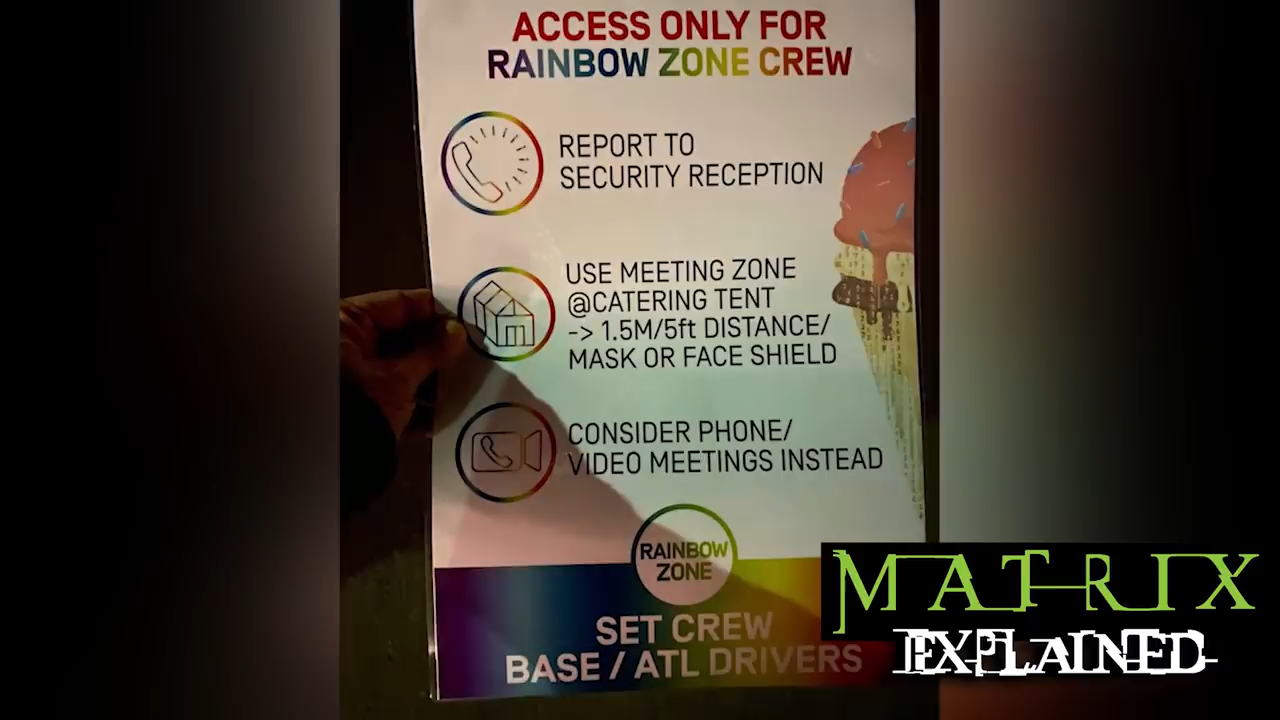 ACCESS ONLY FOR
RAINBOW ZONE CREW
REPORT TO
SECURITY RECEPTION
USE MEETING ZONE
@CATERING TENT
-> 1.5M/5ft DISTANCE/
MASK OR FACE SHIELD
CONSIDER PHONE/
VIDEO MEETINGS INSTEAD
RAINBOW
ZONE
SET CREW
BASE / ATL DRIVERS
MATRIX
EXPLAINED